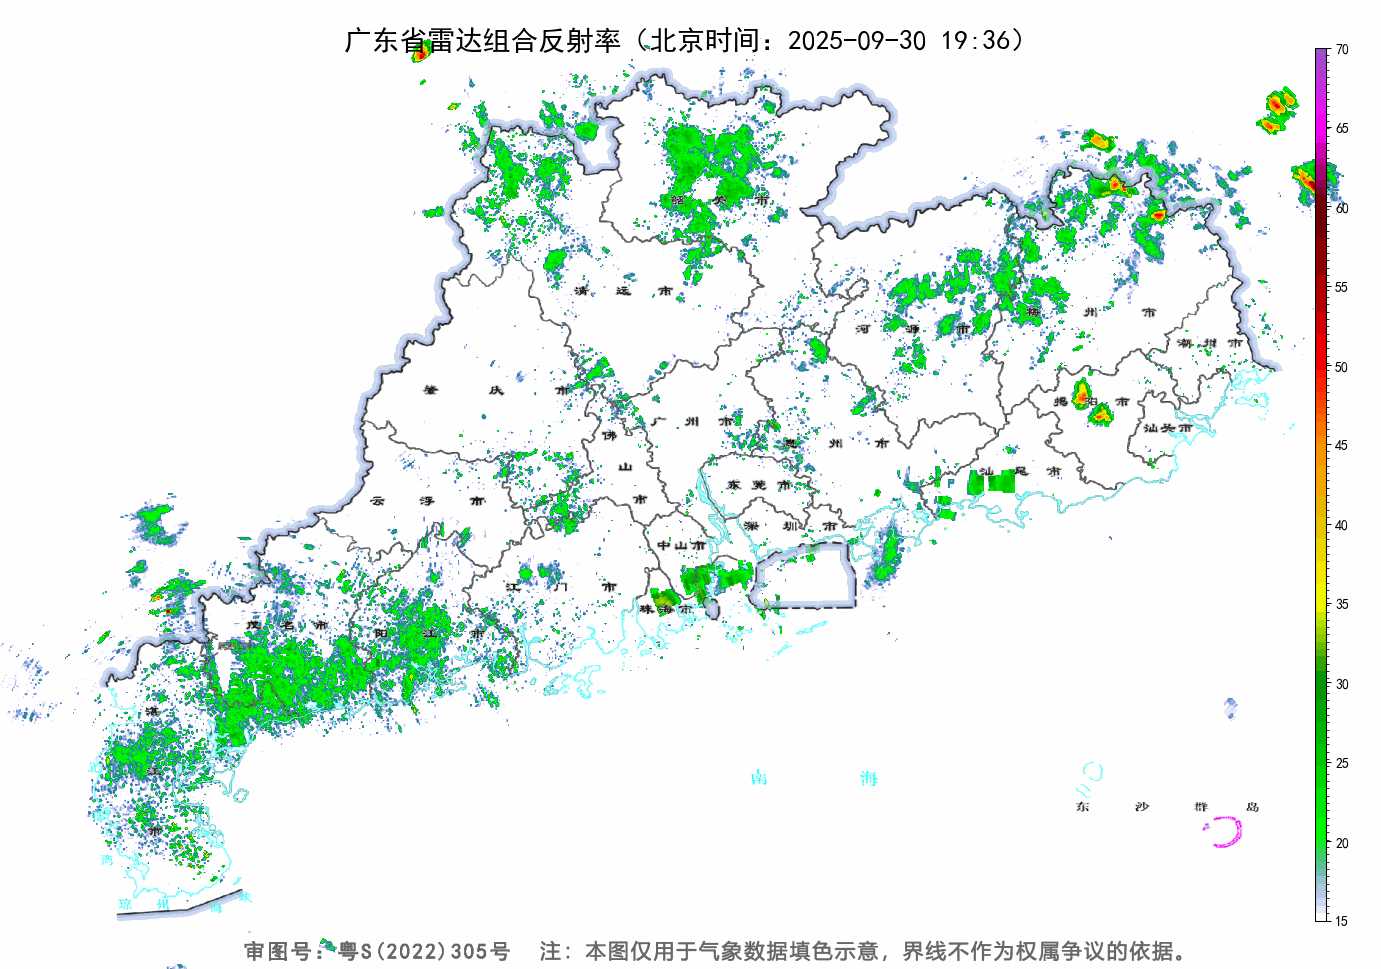 广东省雷达组合反射率（北京时间：2025-09-30 19:36）
70
65
60
55
50
45
40
35
30
25
20
15
韶 关 市
清 远 市
河 源 市
梅 州 市
潮 州 市
肇 庆 市
广 州 市
佛 山 市
惠 州 市
揭 阳 市
汕头市
汕 尾 市
东 莞 市
云 浮 市
深 圳 市
中山市
江 门 市
珠 海 市
茂 名 市
阳 江 市
湛 江 市
南 海
东 沙 群 岛
北 部 湾
琼 州 海 峡
审图号：粤S(2022)305号 注：本图仅用于气象数据填色示意，界线不作为权属争议的依据。